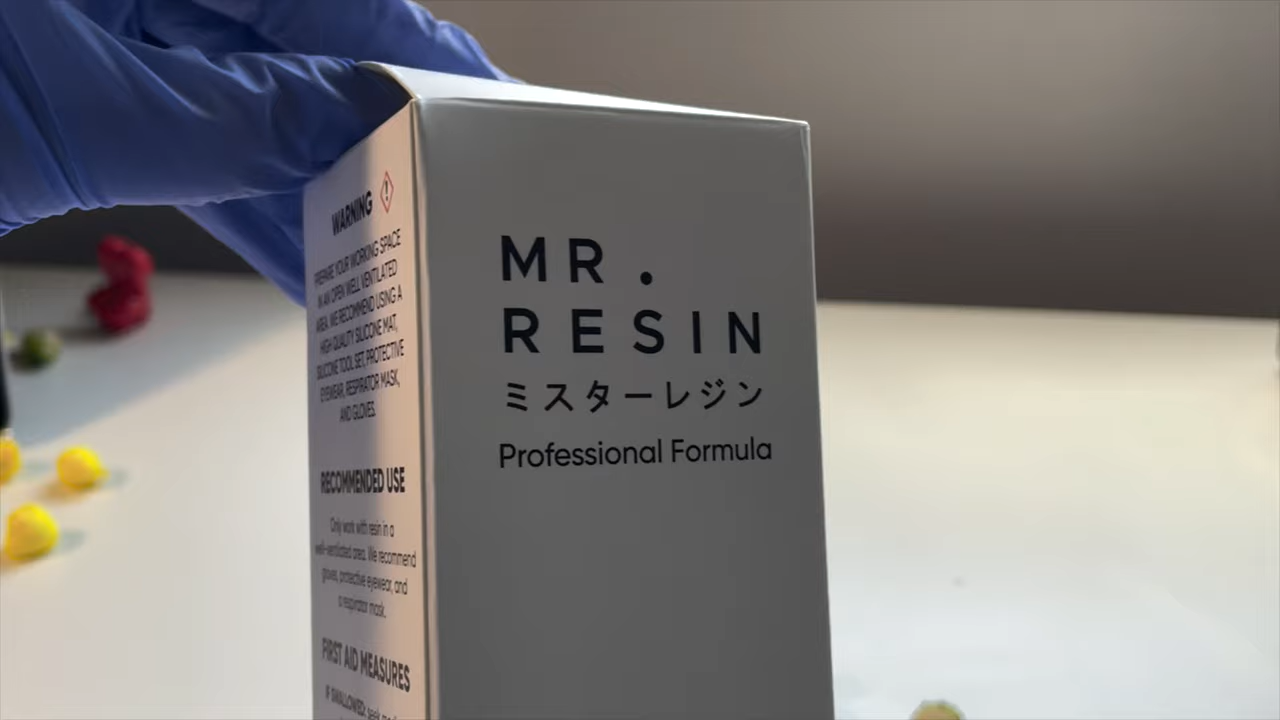 WARNING
PREPARE YOUR WORKING SPACE
IN AN OPEN WELL VENTILATED
AREA. WE RECOMMEND USING A
HIGH QUALITY SILICONE MAT,
SILICONE TOOL SET, PROTECTIVE
EYEWEAR, RESPIRATOR MASK,
AND GLOVES.
RECOMMENDED USE
Only work with resin in a
well-ventilated area. We recommend
gloves, protective eyewear, and
a respirator mask.
FIRST AID MEASURES
IF SWALLOWED: seek
MR.
RESIN
ミスターレジン
Professional Formula